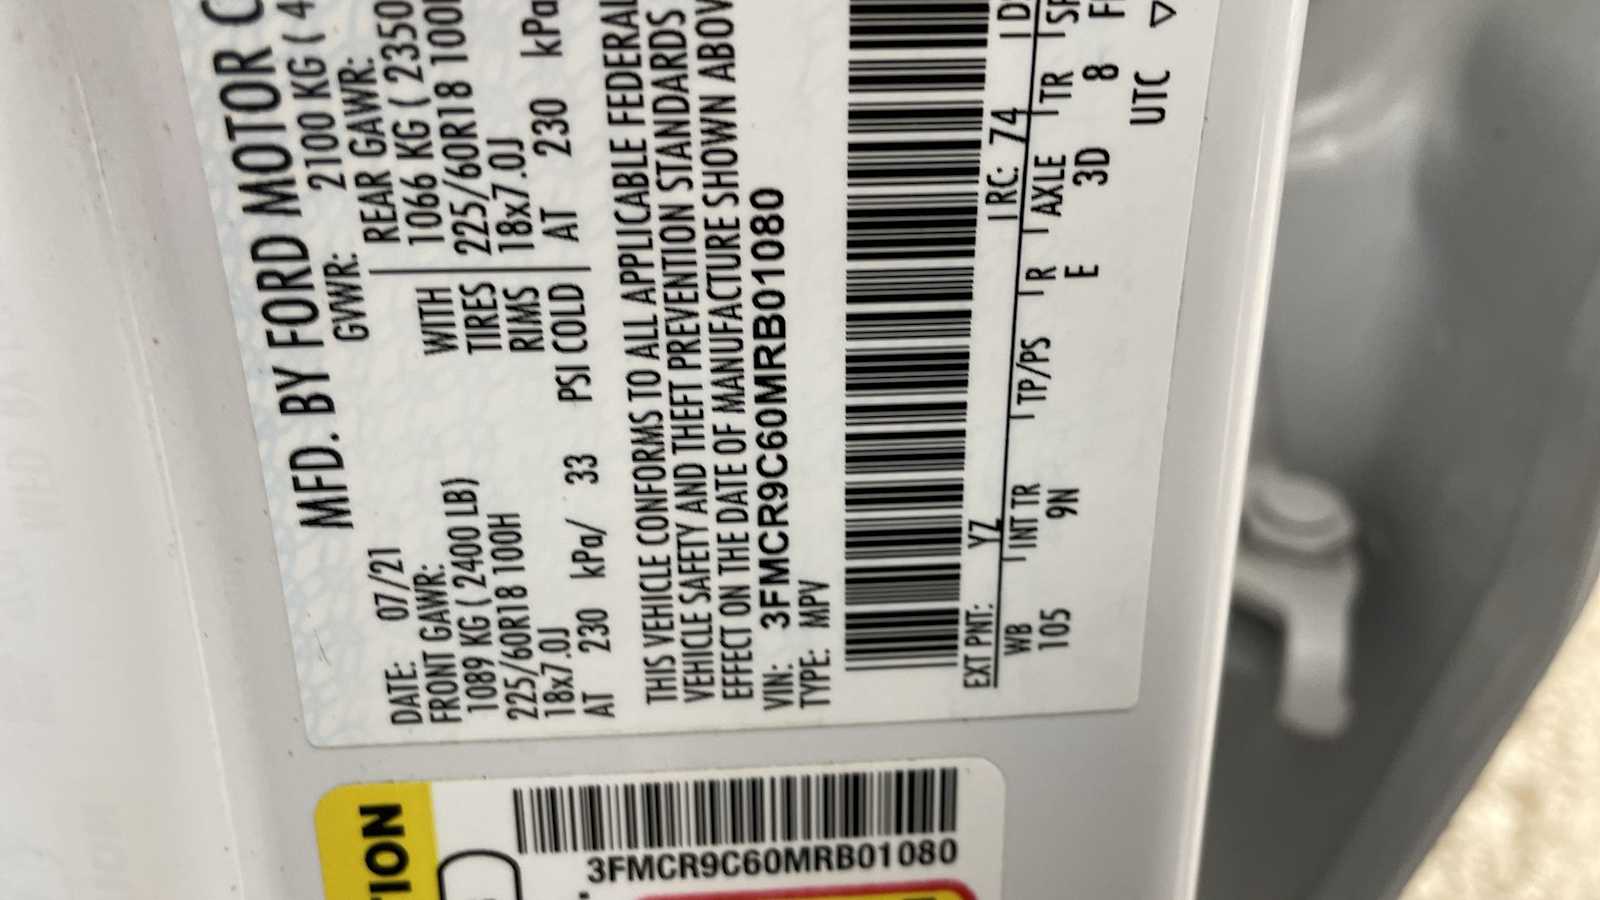 MFD. BY FORD MOTOR
DATE: 07/21 GVWR: 2100 KG ( 4
FRONT GAWR: REAR GAWR:
1089 KG ( 2400 LB) WITH 1066 KG ( 2350
225/60R18 100H TIRES 225/60R18 100
18x7.0J RIMS 18x7.0J
AT 230 kPa/ 33 PSI COLD AT 230 kPa
THIS VEHICLE CONFORMS TO ALL APPLICABLE FEDERAL
VEHICLE SAFETY AND THEFT PREVENTION STANDARDS
EFFECT ON THE DATE OF MANUFACTURE SHOWN ABOV
VIN: 3FMCR9C60MRB01080
TYPE: MPV
EXT PNT: YZ RC: 74
WB INT TR TP/PS R AXLE TR
105 9N E 3D 8
UTC
TION
3FMCR9C60MRB01080